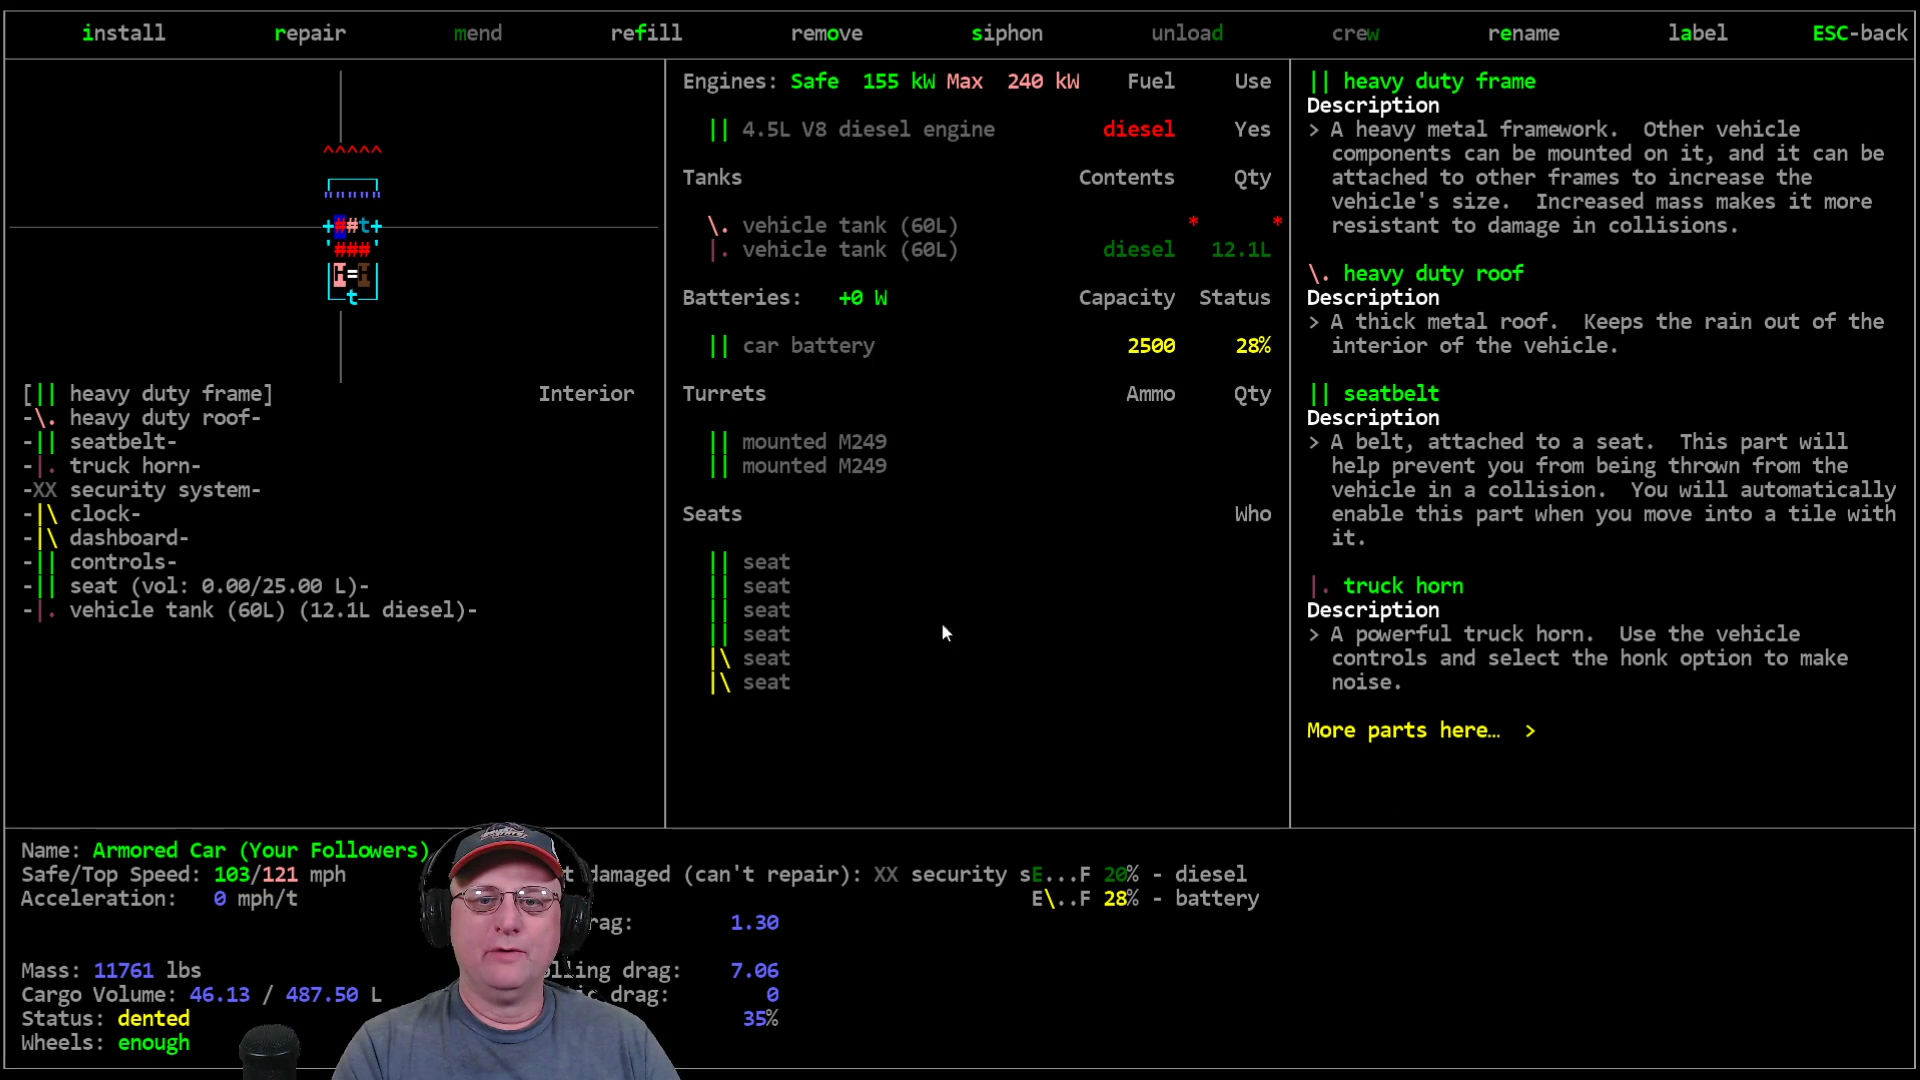 install repair mend refill remove siphon unload crew rename label ESC-back
^^^^^
"""""
+##t+
'###'
H=H
t
[|| heavy duty frame] Interior
-\. heavy duty roof-
-|| seatbelt-
-|. truck horn-
-XX security system-
-|\ clock-
-|\ dashboard-
-|| controls-
-|| seat (vol: 0.00/25.00 L)-
-|. vehicle tank (60L) (12.1L diesel)-
Engines: Safe 155 kW Max 240 kW Fuel Use
|| 4.5L V8 diesel engine diesel Yes
Tanks Contents Qty
\. vehicle tank (60L) * *
|. vehicle tank (60L) diesel 12.1L
Batteries: +0 W Capacity Status
|| car battery 2500 28%
Turrets Ammo Qty
|| mounted M249
|| mounted M249
Seats Who
|| seat
|| seat
|| seat
|| seat
|\ seat
|\ seat
|| heavy duty frame
Description
> A heavy metal framework. Other vehicle
components can be mounted on it, and it can be
attached to other frames to increase the
vehicle's size. Increased mass makes it more
resistant to damage in collisions.
\. heavy duty roof
Description
> A thick metal roof. Keeps the rain out of the
interior of the vehicle.
|| seatbelt
Description
> A belt, attached to a seat. This part will
help prevent you from being thrown from the
vehicle in a collision. You will automatically
enable this part when you move into a tile with
it.
|. truck horn
Description
> A powerful truck horn. Use the vehicle
controls and select the honk option to make
noise.
More parts here… >
Name: Armored Car (Your Followers)
Safe/Top Speed: 103/121 mph
Acceleration: 0 mph/t
Mass: 11761 lbs
Cargo Volume: 46.13 / 487.50 L
Status: dented
Wheels: enough
t damaged (can't repair): XX security s
rag: 1.30
lling drag: 7.06
ic drag: 0
35%
E...F 20% - diesel
E\..F 28% - battery